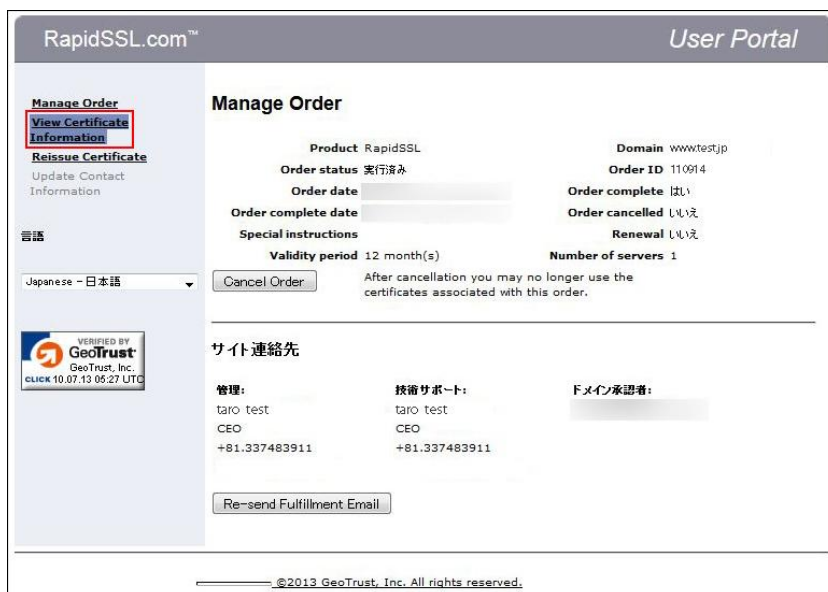 RapidSSL.com™
User Portal
Manage Order
View Certificate
Information
Reissue Certificate
Update Contact
Information
言語
Japanese - 日本語
VERIFIED BY
GeoTrust
GeoTrust, Inc.
CLICK 10.07.13 05:27 UTC
Manage Order
Product RapidSSL
Domain www.test.jp
Order status 実行済み
Order ID 110914
Order date
Order complete はい
Order complete date
Order cancelled いいえ
Special instructions
Renewal いいえ
Validity period 12 month(s)
Number of servers 1
Cancel Order
After cancellation you may no longer use the
certificates associated with this order.
サイト連絡先
管理: 技術サポート: ドメイン承認者:
taro test taro test
CEO CEO
+81.337483911 +81.337483911
Re-send Fulfillment Email
©2013 GeoTrust, Inc. All rights reserved.